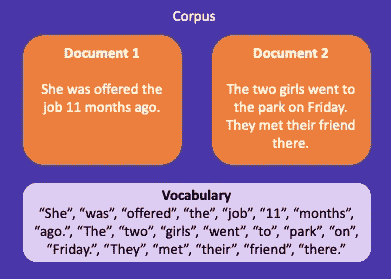 Corpus
Document 1
She was offered the
job 11 months ago.
Document 2
The two girls went to
the park on Friday.
They met their friend
there.
Vocabulary
“She”, “was”, “offered”, “the”, “job”, “11”, “months”,
“ago.”, “The”, “two”, “girls”, “went”, “to”, “park”, “on”,
“Friday.”, “They”, “met”, “their”, “friend”, “there.”